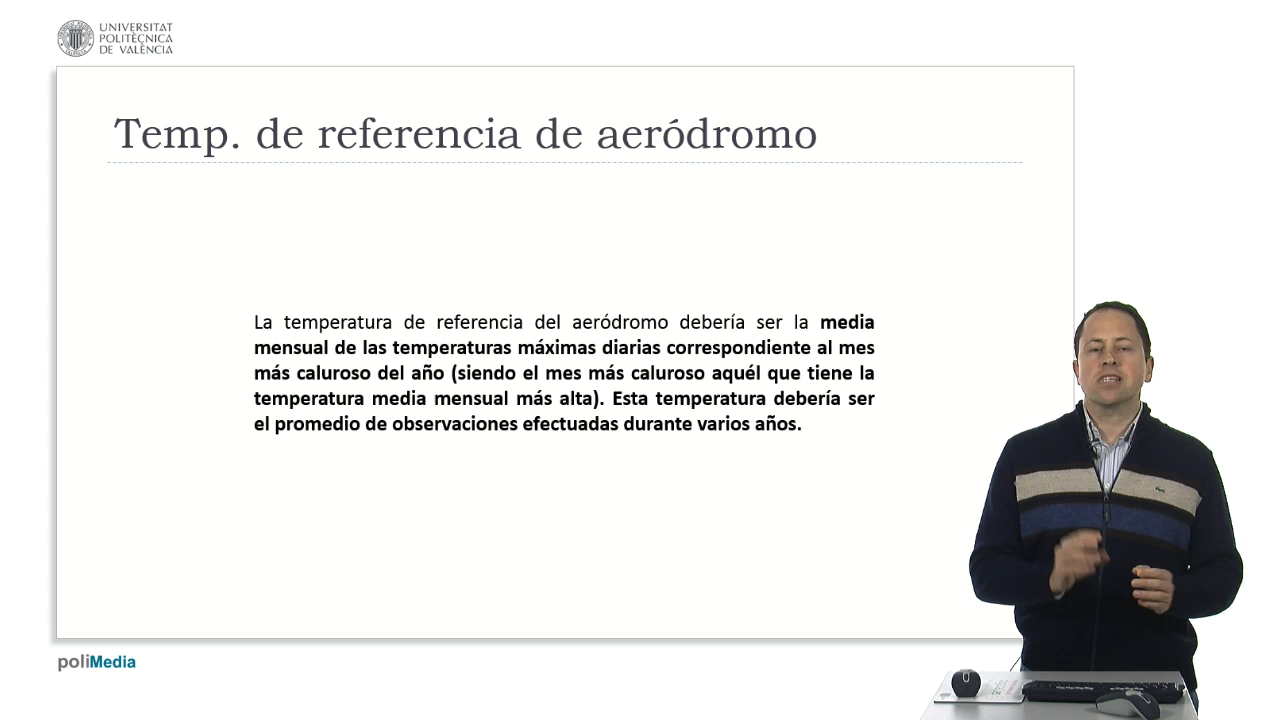 UNIVERSITAT
POLITÈCNICA
DE VALÈNCIA
Temp. de referencia de aeródromo
La temperatura de referencia del aeródromo debería ser la media
mensual de las temperaturas máximas diarias correspondiente al mes
más caluroso del año (siendo el mes más caluroso aquél que tiene la
temperatura media mensual más alta). Esta temperatura debería ser
el promedio de observaciones efectuadas durante varios años.
poliMedia